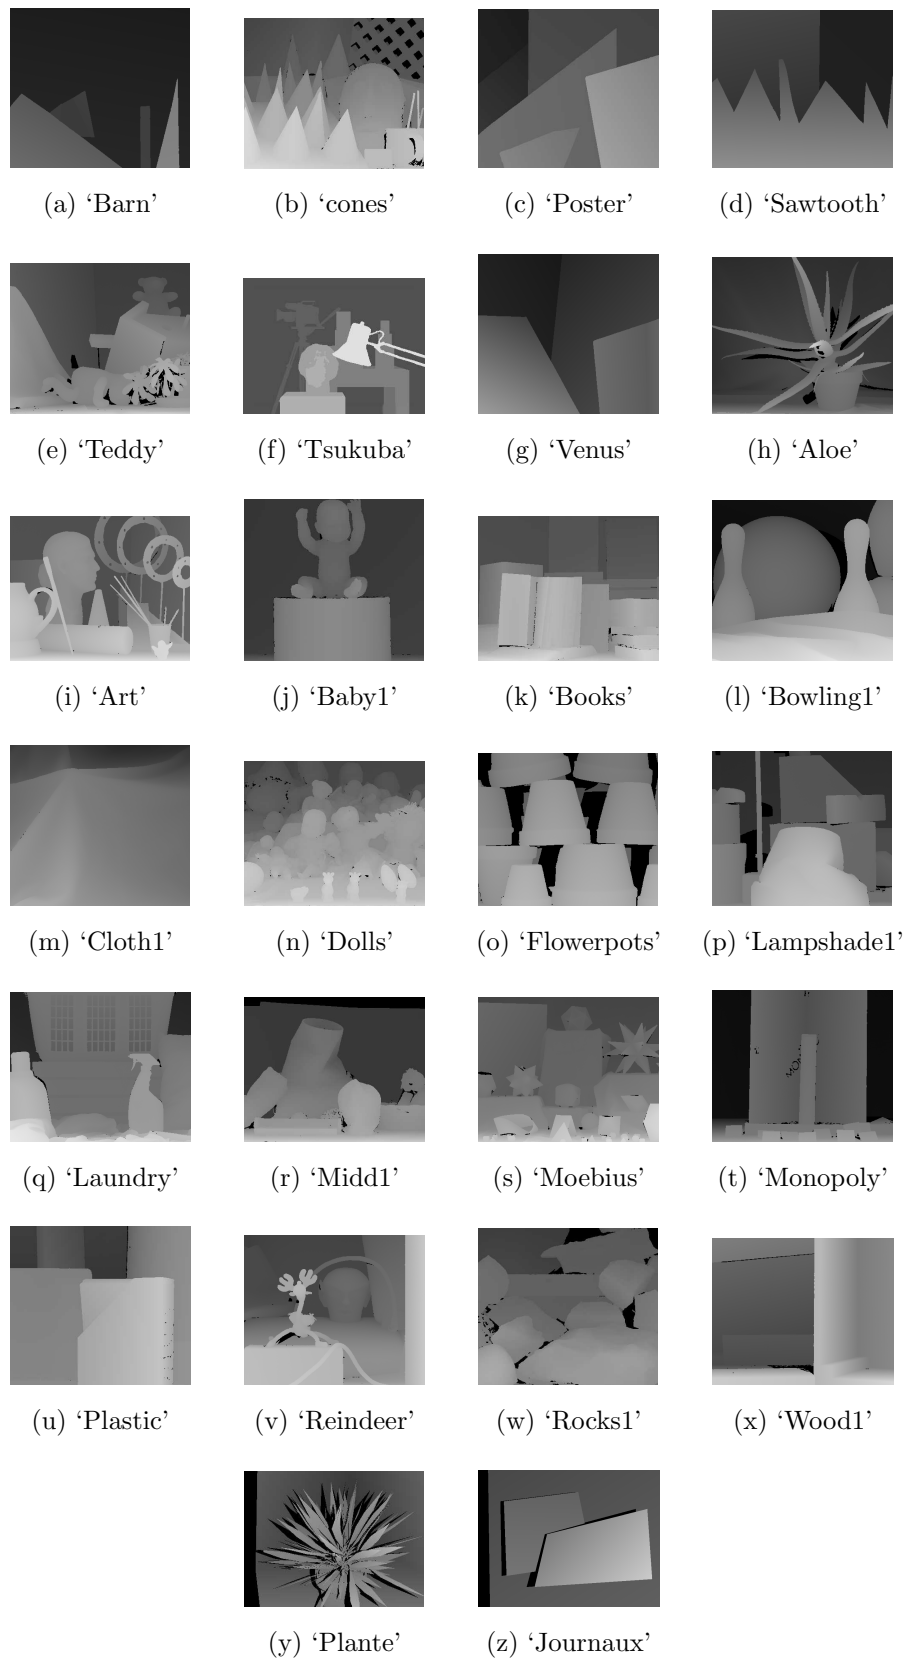 (a) ‘Barn’
(b) ‘cones’
(c) ‘Poster’
(d) ‘Sawtooth’
(e) ‘Teddy’
(f) ‘Tsukuba’
(g) ‘Venus’
(h) ‘Aloe’
(i) ‘Art’
(j) ‘Baby1’
(k) ‘Books’
(l) ‘Bowling1’
(m) ‘Cloth1’
(n) ‘Dolls’
(o) ‘Flowerpots’
(p) ‘Lampshade1’
(q) ‘Laundry’
(r) ‘Midd1’
(s) ‘Moebius’
(t) ‘Monopoly’
(u) ‘Plastic’
(v) ‘Reindeer’
(w) ‘Rocks1’
(x) ‘Wood1’
(y) ‘Plante’
(z) ‘Journaux’